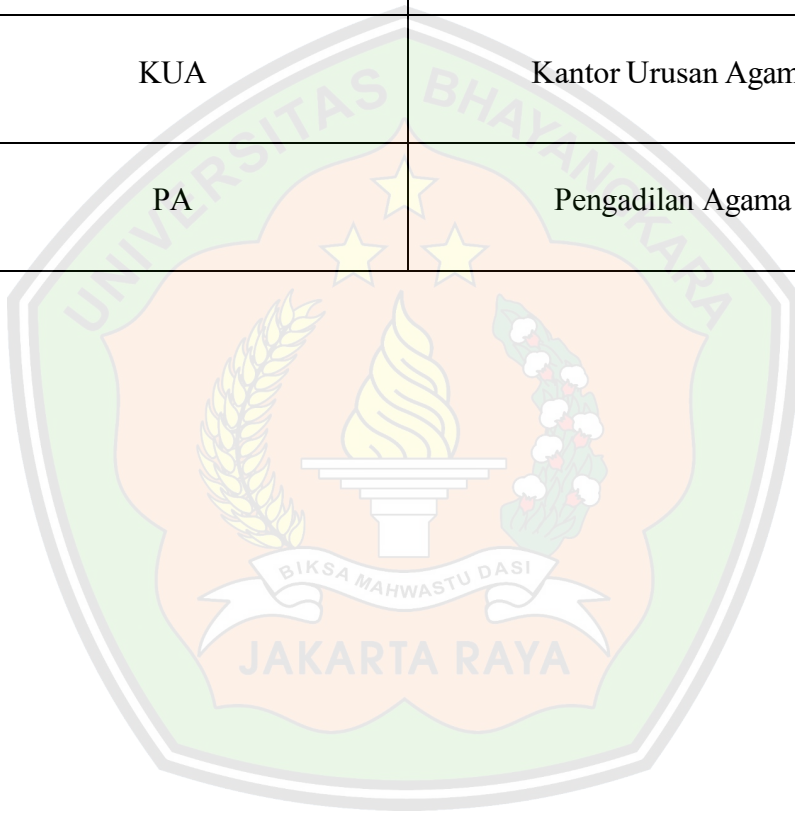 KUA Kantor Urusan Agam
PA Pengadilan Agama
UNIVERSITAS BHAYANGKARA
BIKSA MAHWASTU DASI
JAKARTA RAYA